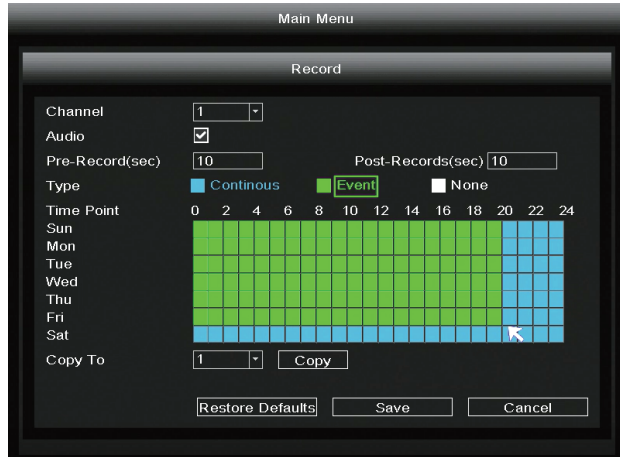 Main Menu
Record
Channel 1
Audio
Pre-Record(sec) 10 Post-Records(sec) 10
Type Continous Event None
Time Point 0 2 4 6 8 10 12 14 16 18 20 22 24
Sun
Mon
Tue
Wed
Thu
Fri
Sat
Copy To 1 Copy
Restore Defaults Save Cancel